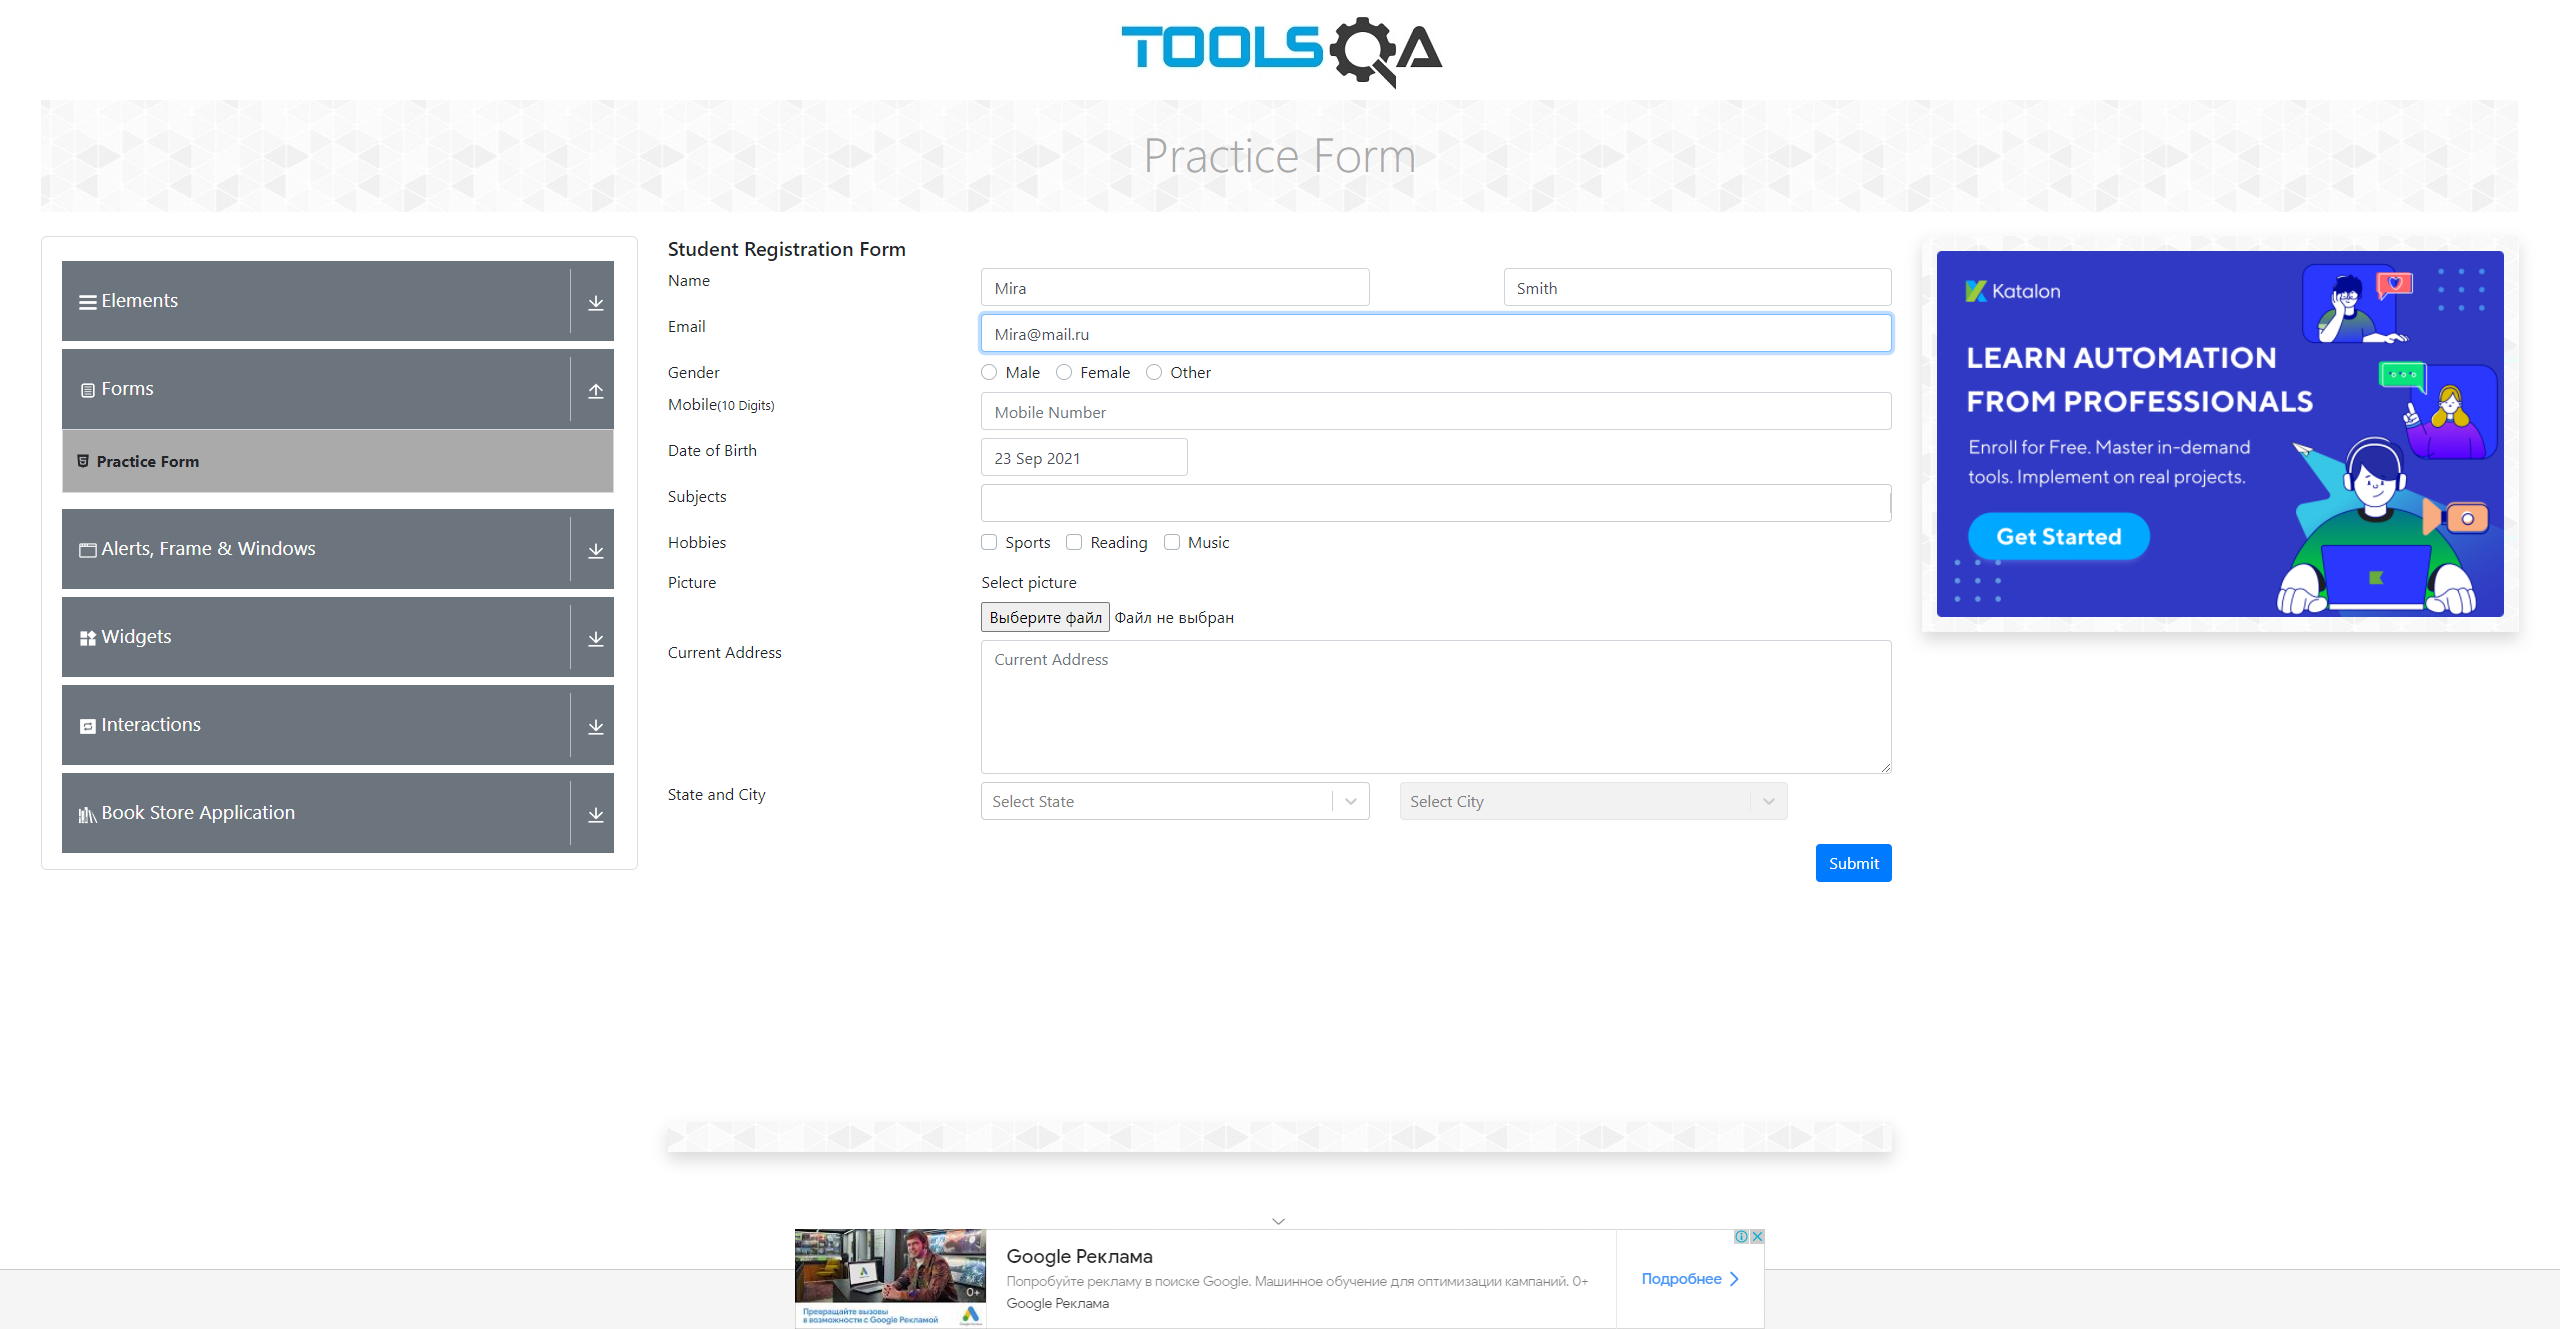 TOOLSQA
Practice Form
Elements
Forms
Practice Form
Alerts, Frame & Windows
Widgets
Interactions
Book Store Application
Student Registration Form
Name
Mira
Smith
Email
Mira@mail.ru
Gender
Male
Female
Other
Mobile(10 Digits)
Mobile Number
Date of Birth
23 Sep 2021
Subjects
Hobbies
Sports
Reading
Music
Picture
Select picture
Выберите файл Файл не выбран
Current Address
Current Address
State and City
Select State
Select City
Submit
Katalon
LEARN AUTOMATION
FROM PROFESSIONALS
Enroll for Free. Master in-demand
tools. Implement on real projects.
Get Started
0+
Превращайте вызовы
в возможности с Google Рекламой
Google Реклама
Попробуйте рекламу в поиске Google. Машинное обучение для оптимизации кампаний. 0+
Google Реклама
Подробнее